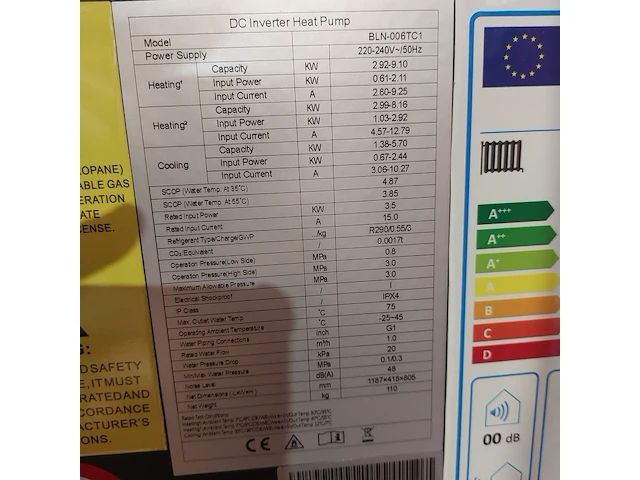 DC Inverter Heat Pump
Model BLN-006TC1
Power Supply 220-240V~/50Hz
Heating¹ Capacity KW 2.92-9.10
Input Power KW 0.61-2.11
Input Current A 2.80-9.25
Heating² Capacity KW 2.99-8.16
Input Power KW 1.03-2.92
Input Current A 4.57-12.79
Cooling Capacity KW 1.38-5.70
Input Power KW 0.67-2.44
Input Current A 3.06-10.27
SCOP (Water Temp. At 35°C) 4.87
SCOP (Water Temp. At 55°C) 3.85
Rated Input Power KW 3.5
Rated Input Current A 15.0
Refrigerant Type/Charge/GWP .../kg R290/0.55/3
CO₂ Equivalent / 0.0017t
Operation Pressure(Low Side) MPa 0.8
Operation Pressure(High Side) MPa 3.0
Maximum Allowable Pressure MPa 3.0
Electrical Shockproof / I
IP Class / IPX4
Max. Outlet Water Temp °C 75
Operating Ambient Temperature °C -25~45
Water Piping Connections inch G1
Rated Water Flow m³/h 1.0
Water Pressure Drop kPa 20
Min/Max Water Pressure MPa 0.1/0.3
Noise Level dB(A) 48
Net Dimensions (LxWxH) mm 1187×418×805
Net Weight kg 110
Rated Test Conditions:
CE
OPANE)
ABLE GAS
ERATION
ATE
CENSE.
:
D SAFETY
E, IT MUST
RATED AND
CORDANCE
ACTURER'S
ONS.
A+++
A++
A+
A
B
C
D
00 dB